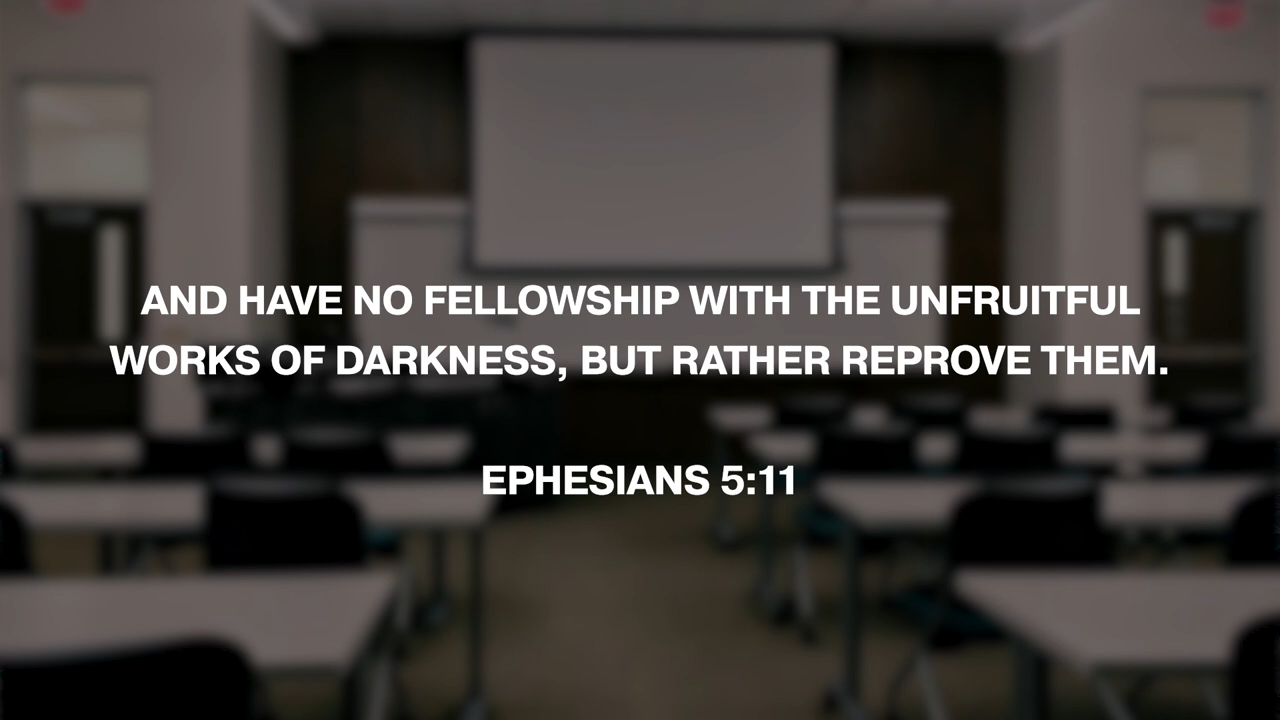 AND HAVE NO FELLOWSHIP WITH THE UNFRUITFUL
WORKS OF DARKNESS, BUT RATHER REPROVE THEM.
EPHESIANS 5:11